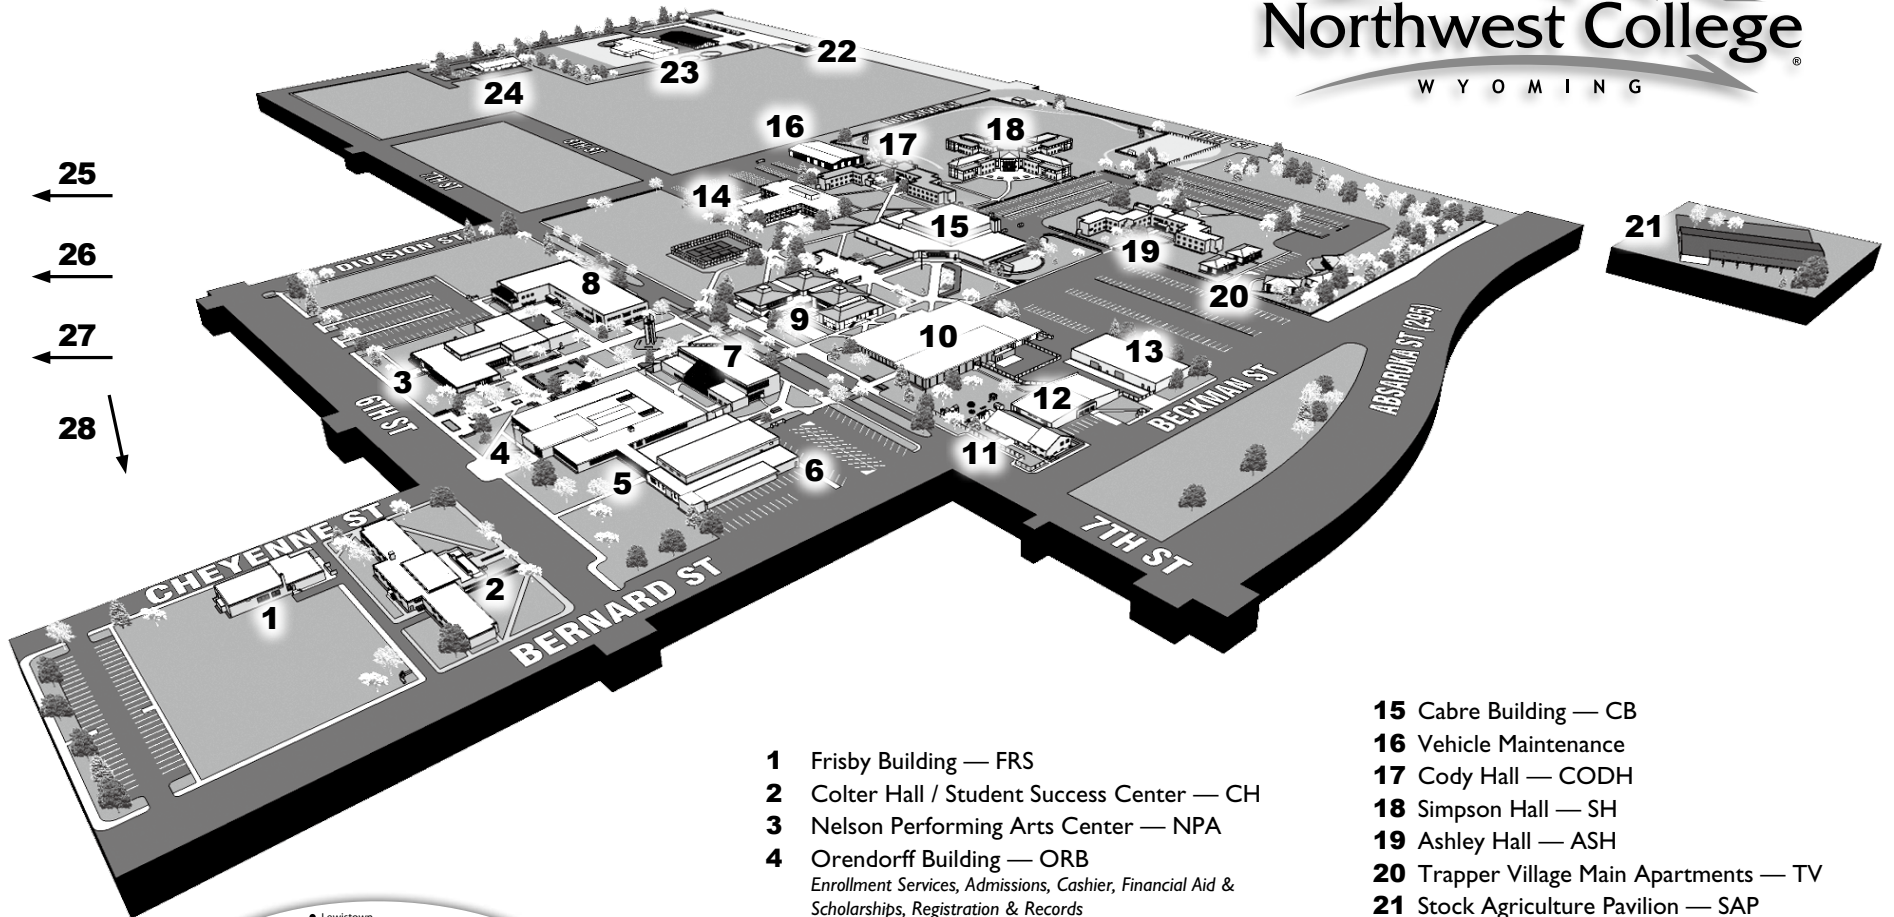 Northwest College
®
WYOMING
22
23
24
16
17
18
25
14
15
21
26
DIVISION ST
19
8
20
9
27
10
7
13
ABSAROKA ST (295)
3
12
BECKMAN ST
6TH ST
28
4
11
5
6
7TH ST
CHEYENNE ST
2
1
BERNARD ST
7TH ST
1 Frisby Building — FRS
2 Colter Hall / Student Success Center — CH
3 Nelson Performing Arts Center — NPA
4 Orendorff Building — ORB
Enrollment Services, Admissions, Cashier, Financial Aid &
Scholarships, Registration & Records
15 Cabre Building — CB
16 Vehicle Maintenance
17 Cody Hall — CODH
18 Simpson Hall — SH
19 Ashley Hall — ASH
20 Trapper Village Main Apartments — TV
21 Stock Agriculture Pavilion — SAP
Lewistown